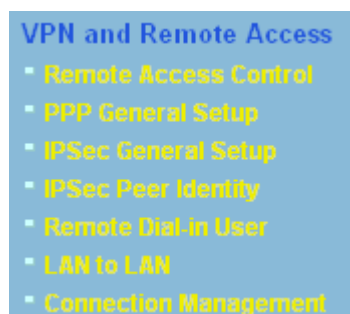 VPN and Remote Access
Remote Access Control
PPP General Setup
IPSec General Setup
IPSec Peer Identity
Remote Dial-in User
LAN to LAN
Connection Management